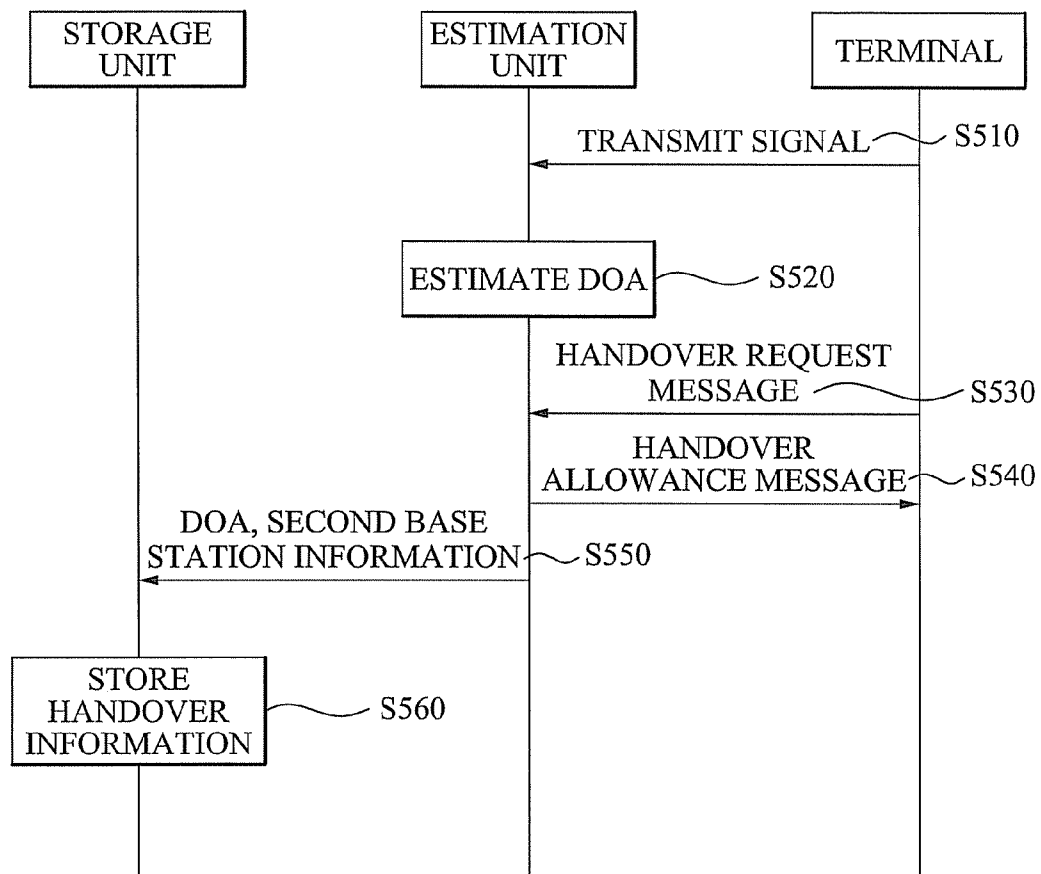 STORAGE
UNIT
ESTIMATION
UNIT
TERMINAL
TRANSMIT SIGNAL
S510
ESTIMATE DOA
S520
HANDOVER REQUEST
MESSAGE
S530
HANDOVER
ALLOWANCE MESSAGE
S540
DOA, SECOND BASE
STATION INFORMATION
S550
STORE
HANDOVER
INFORMATION
S560